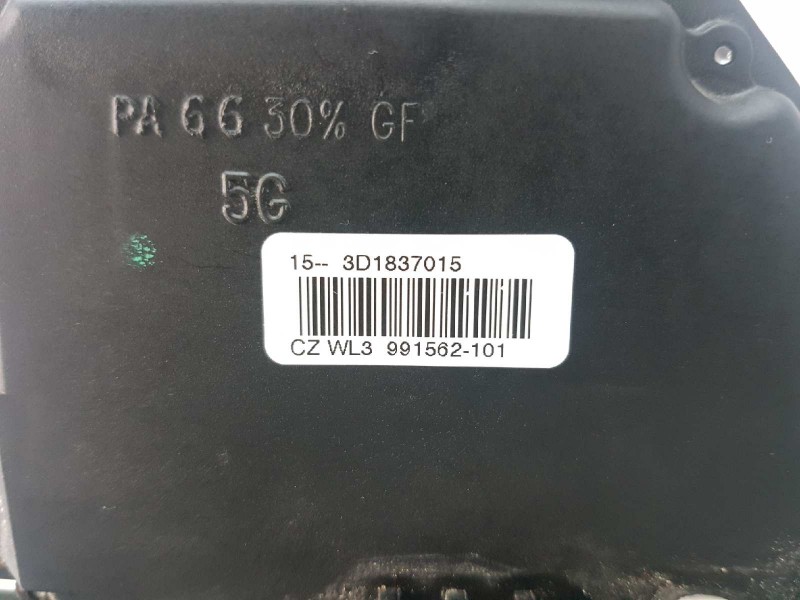 PA 66 30% GF
5G
15-- 3D1837015
CZ WL3 991562-101